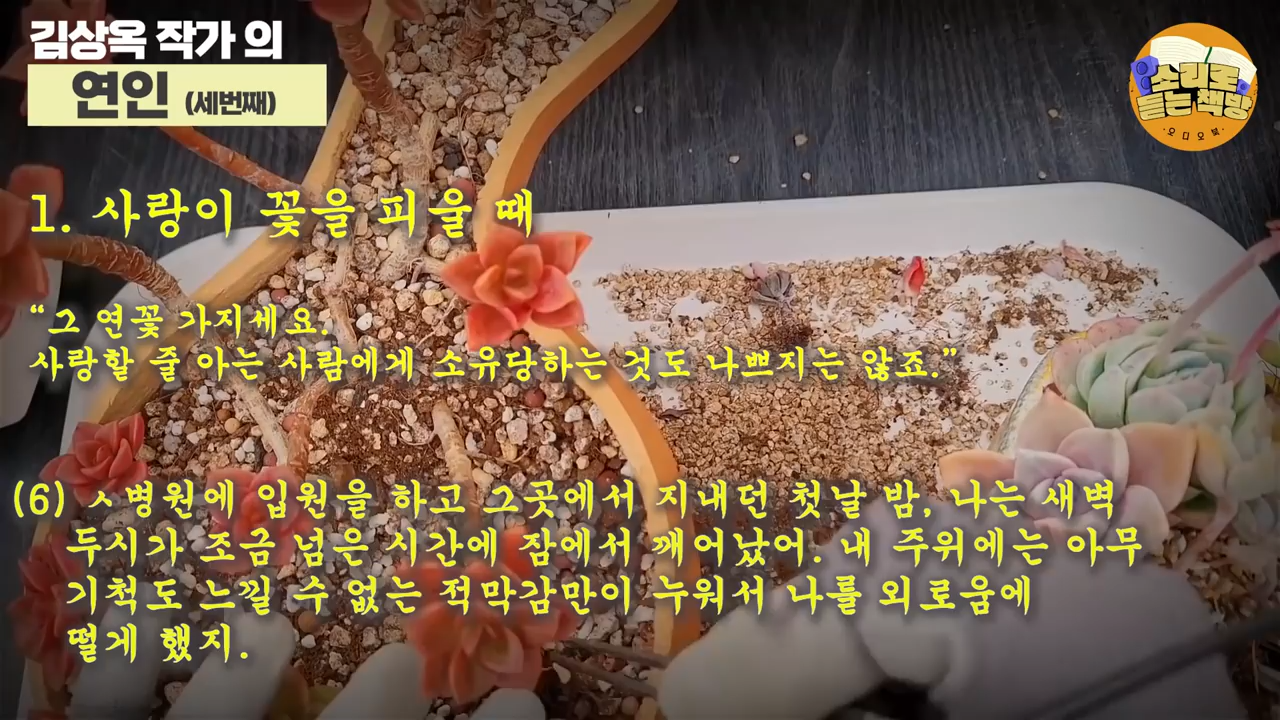 김상옥 작가 의
연인 (세번째)
소리로
듣는 책방
·오디오북·
1. 사랑이 꽃을 피울 때
“그 연꽃 가지세요.
사랑할 줄 아는 사람에게 소유당하는 것도 나쁘지는 않죠.”
(6) ㅅ병원에 입원을 하고 그곳에서 지내던 첫날 밤, 나는 새벽
두시가 조금 넘은 시간에 잠에서 깨어났어. 내 주위에는 아무
기척도 느낄 수 없는 적막감만이 누워서 나를 외로움에
떨게 했지.